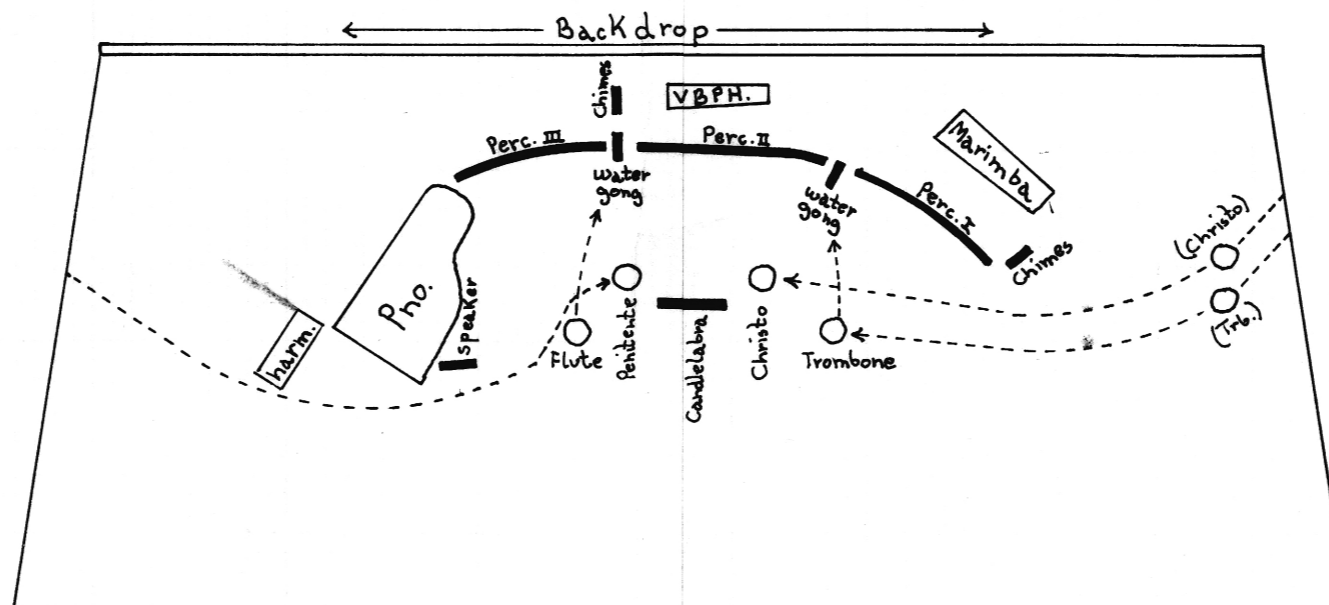 Backdrop
Chimes
VBPH.
Perc. III
Perc. II
Marimba
water
gong
water
gong
Perc. I
Chimes
(Christo)
(Trb.)
Pno.
harm.
Speaker
Flute
Penitente
Candlelabra
Christo
Trombone